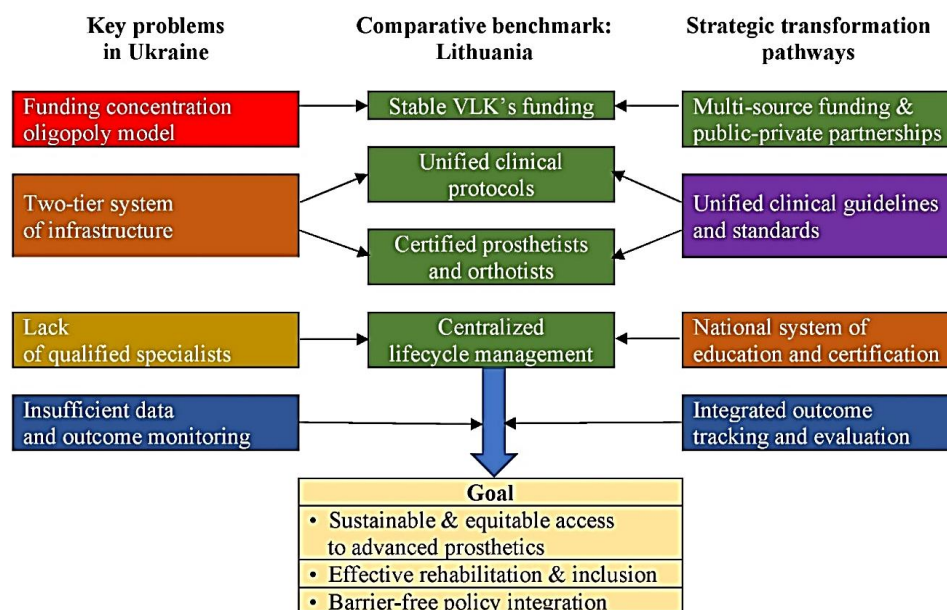 Key problems
in Ukraine
Comparative benchmark:
Lithuania
Strategic transformation
pathways
Funding concentration
oligopoly model
Stable VLK's funding
Multi-source funding &
public-private partnerships
Two-tier system
of infrastructure
Unified clinical
protocols
Certified prosthetists
and orthotists
Unified clinical guidelines
and standards
Lack
of qualified specialists
Centralized
lifecycle management
National system of
education and certification
Insufficient data
and outcome monitoring
Integrated outcome
tracking and evaluation
Goal
• Sustainable & equitable access
to advanced prosthetics
• Effective rehabilitation & inclusion
• Barrier-free policy integration